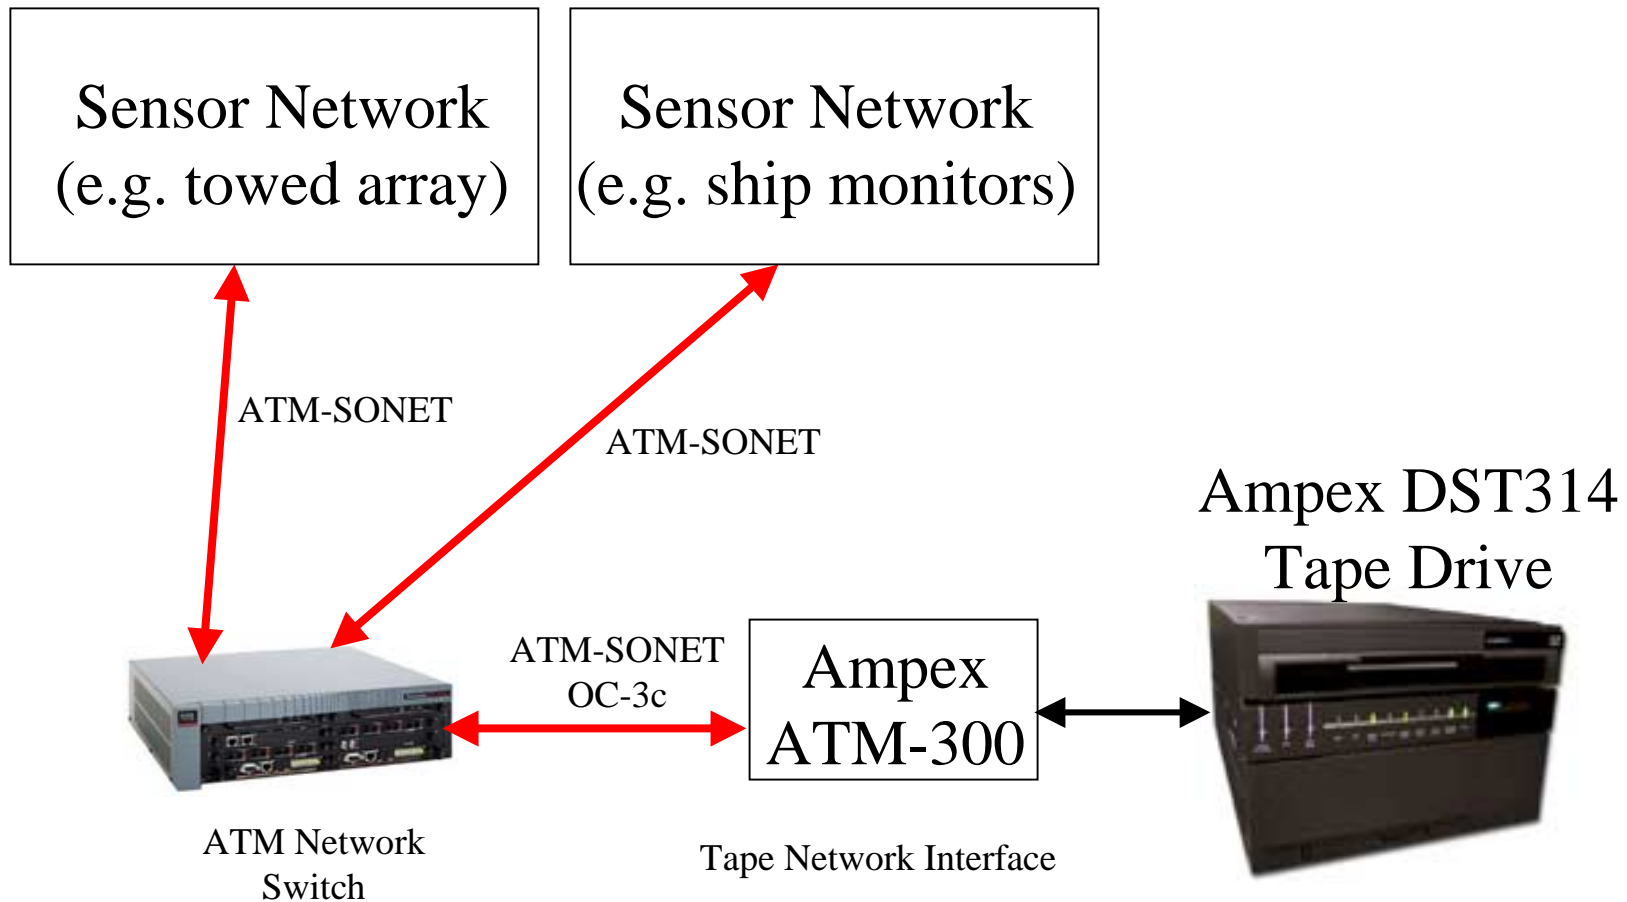 Sensor Network
(e.g. towed array)
Sensor Network
(e.g. ship monitors)
ATM-SONET
ATM-SONET
Ampex DST314
Tape Drive
ATM-SONET
OC-3c
Ampex
ATM-300
ATM Network
Switch
Tape Network Interface